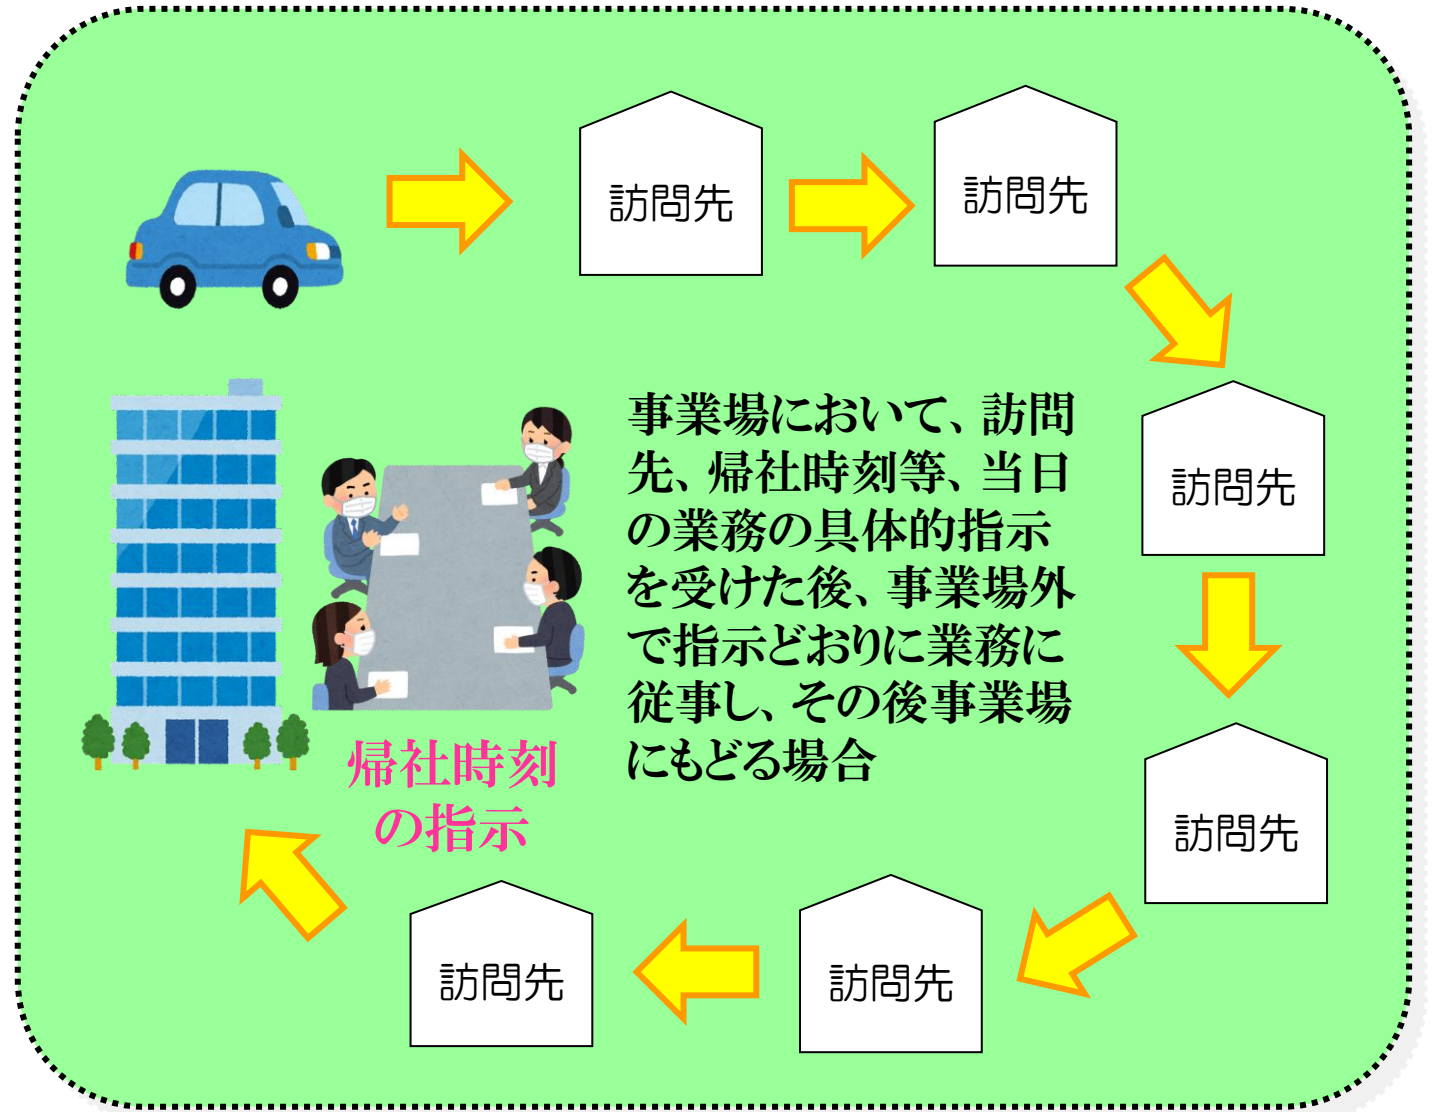 訪問先
訪問先
訪問先
事業場において、訪問
先、帰社時刻等、当日
の業務の具体的指示
を受けた後、事業場外
で指示どおりに業務に
従事し、その後事業場
にもどる場合
帰社時刻
の指示
訪問先
訪問先
訪問先